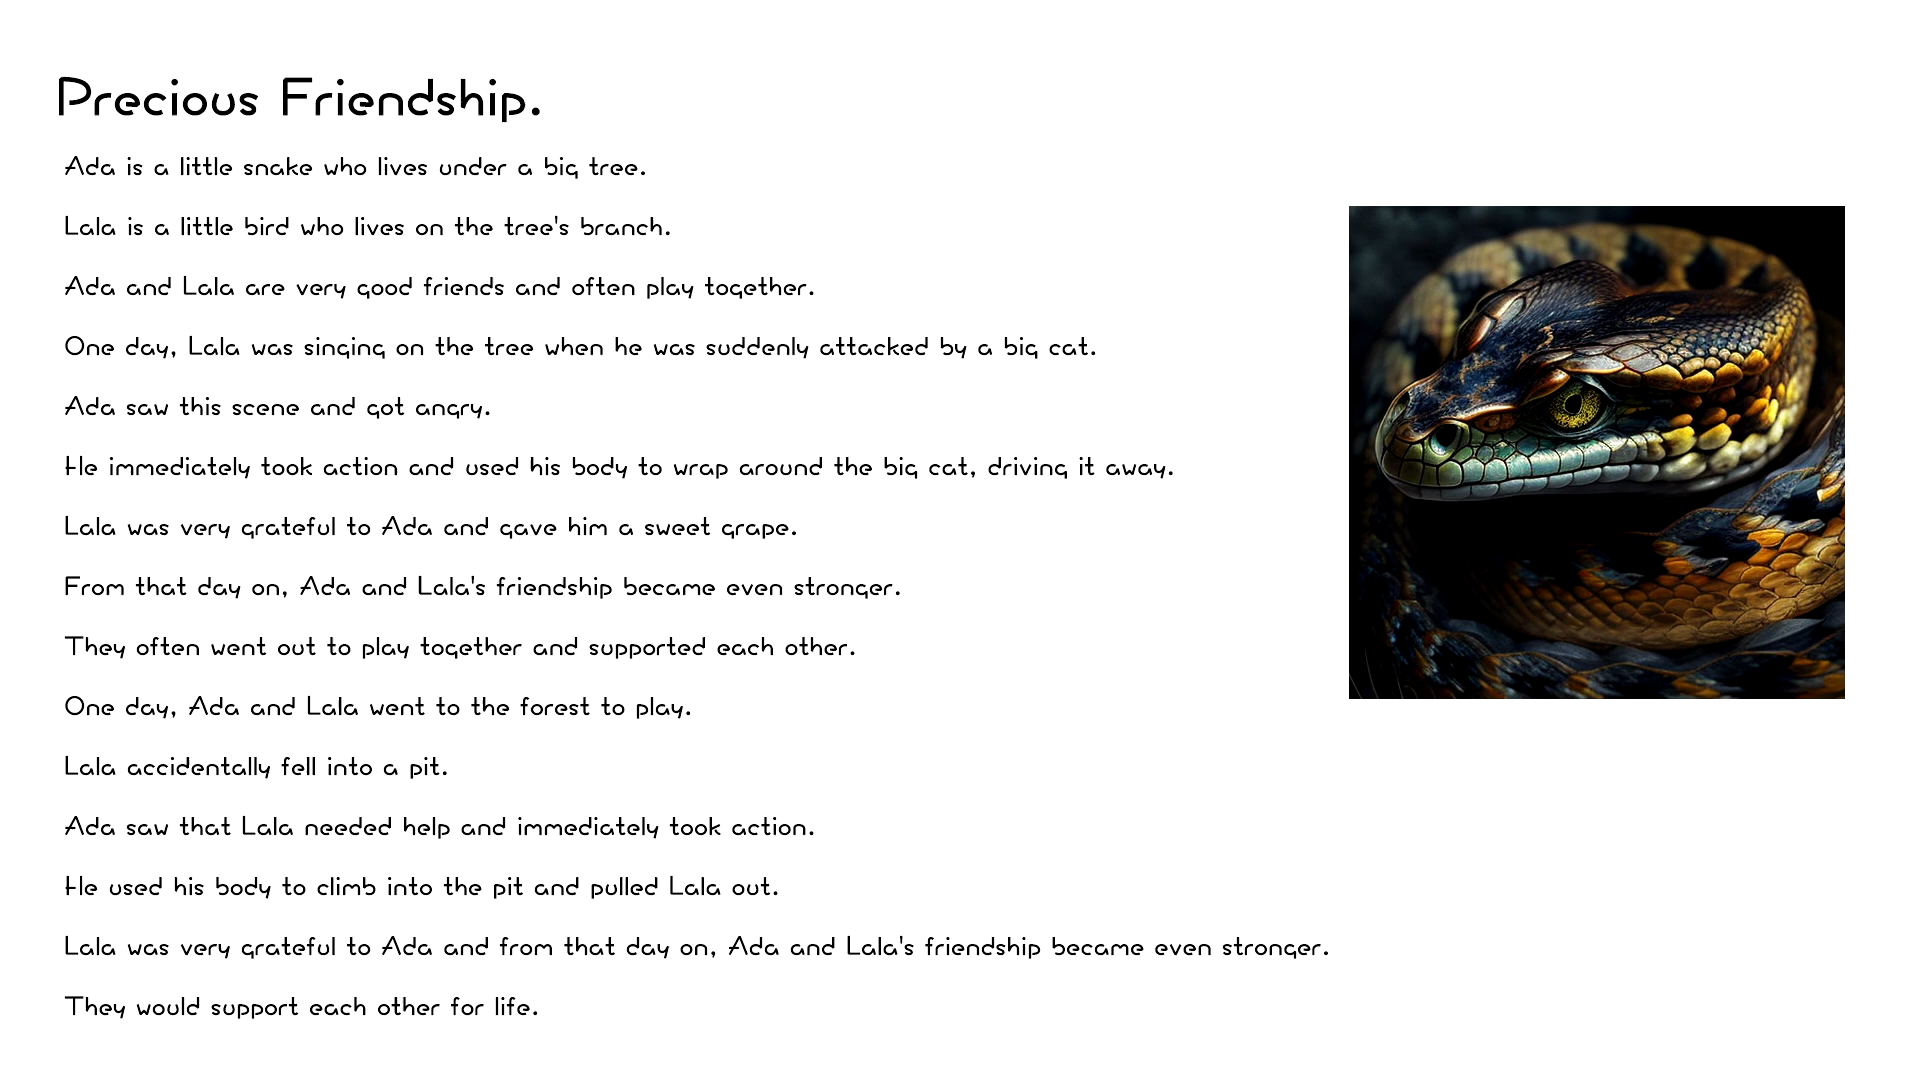 Precious Friendship.
Ada is a little snake who lives under a big tree.
Lala is a little bird who lives on the tree's branch.
Ada and Lala are very good friends and often play together.
One day, Lala was singing on the tree when he was suddenly attacked by a big cat.
Ada saw this scene and got angry.
He immediately took action and used his body to wrap around the big cat, driving it away.
Lala was very grateful to Ada and gave him a sweet grape.
From that day on, Ada and Lala's friendship became even stronger.
They often went out to play together and supported each other.
One day, Ada and Lala went to the forest to play.
Lala accidentally fell into a pit.
Ada saw that Lala needed help and immediately took action.
He used his body to climb into the pit and pulled Lala out.
Lala was very grateful to Ada and from that day on, Ada and Lala's friendship became even stronger.
They would support each other for life.